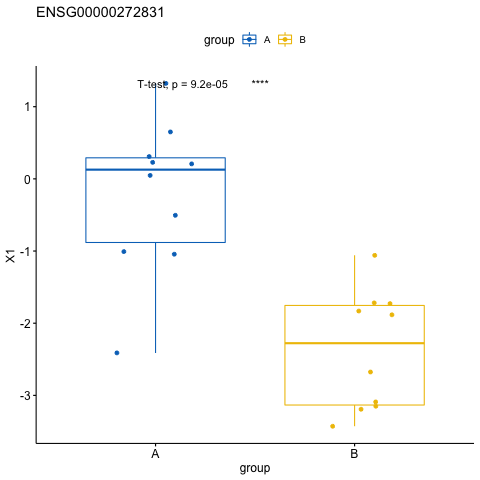 ENSG00000272831
group A B
T-test, p = 9.2e-05 ****
1
0
-1
-2
-3
X1
A B
group